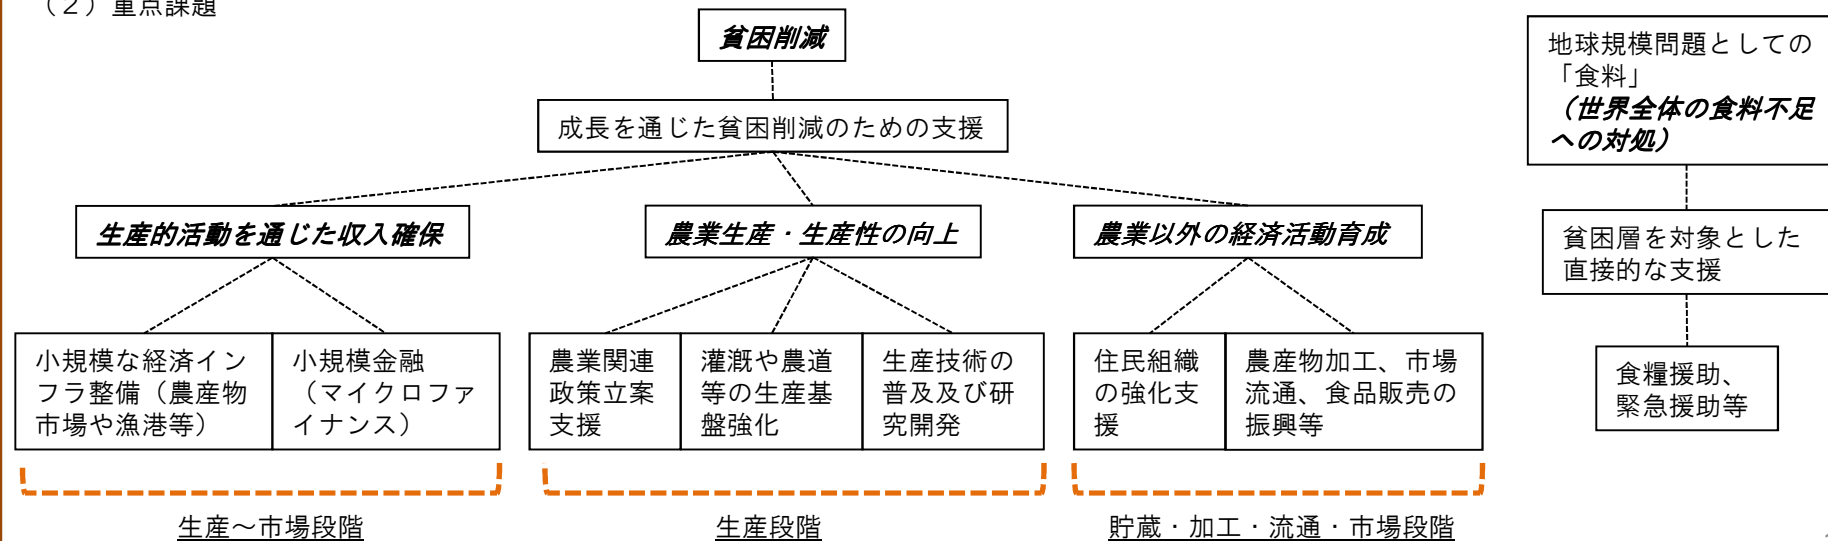 （２）重点課題
貧困削減
成長を通じた貧困削減のための支援
生産的活動を通じた収入確保
農業生産・生産性の向上
農業以外の経済活動育成
小規模な経済イン
フラ整備（農産物
市場や漁港等）
小規模金融
（マイクロファ
イナンス）
農業関連
政策立案
支援
灌漑や農道
等の生産基
盤強化
生産技術の
普及及び研
究開発
住民組織
の強化支
援
農産物加工、市場
流通、食品販売の
振興等
生産～市場段階
生産段階
貯蔵・加工・流通・市場段階
地球規模問題としての
「食料」
（世界全体の食料不足
への対処）
貧困層を対象とした
直接的な支援
食糧援助、
緊急援助等